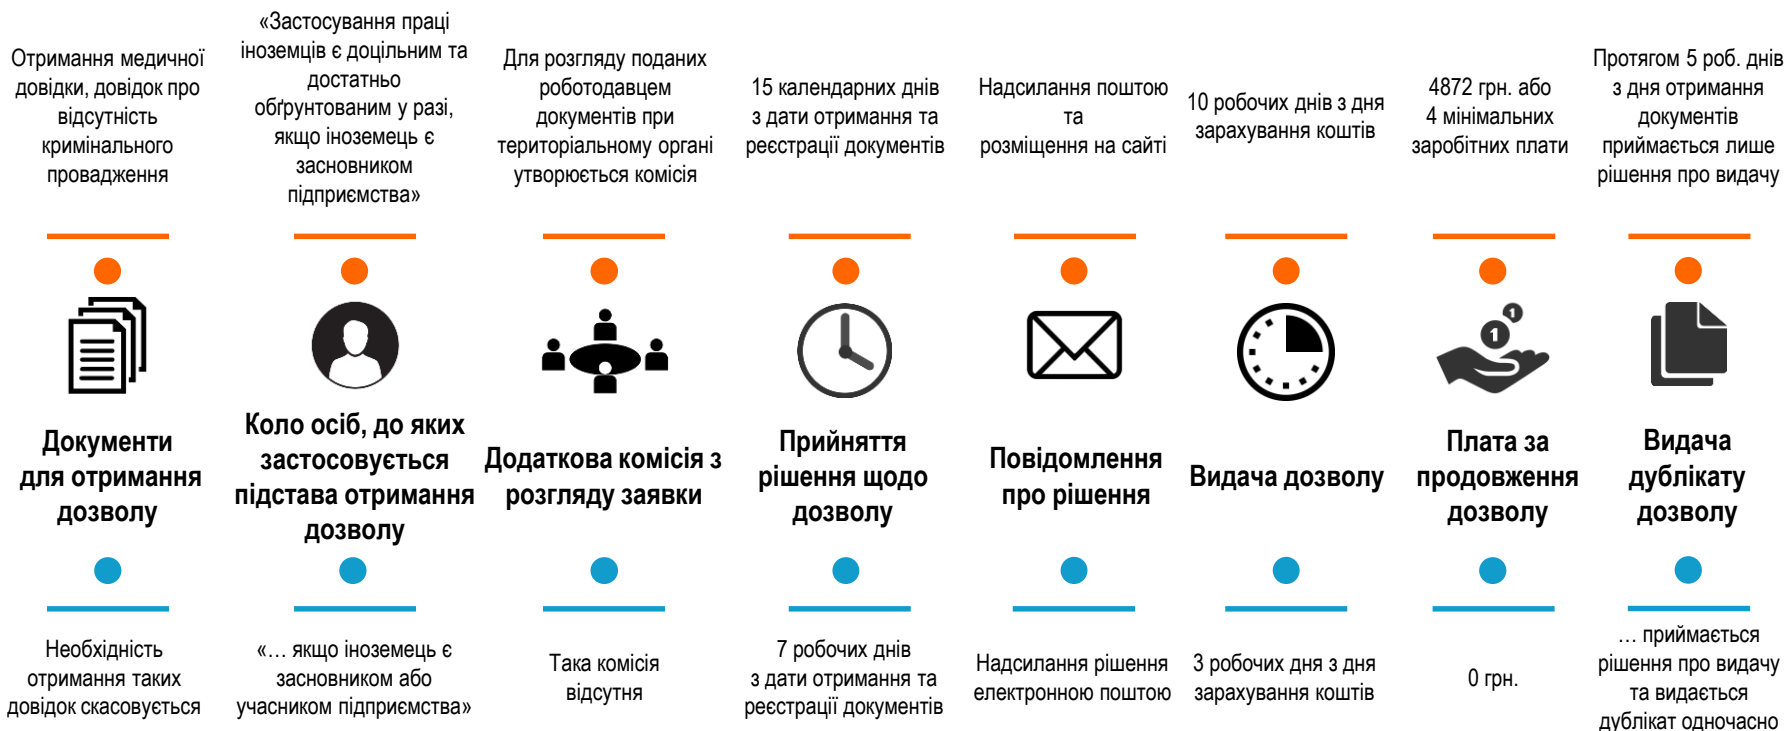 Отримання медичної
довідки, довідок про
відсутність
кримінального
провадження
«Застосування праці
іноземців є доцільним та
достатньо
обґрунтованим у разі,
якщо іноземець є
засновником
підприємства»
Для розгляду поданих
роботодавцем
документів при
територіальному органі
утворюється комісія
15 календарних днів
з дати отримання та
реєстрації документів
Надсилання поштою
та
розміщення на сайті
10 робочих днів з дня
зарахування коштів
4872 грн. або
4 мінімальних
заробітних плати
Протягом 5 роб. днів
з дня отримання
документів
приймається лише
рішення про видачу
1
1
Документи
для отримання
дозволу
Коло осіб, до яких
застосовується
підстава отримання
дозволу
Додаткова комісія з
розгляду заявки
Прийняття
рішення щодо
дозволу
Повідомлення
про рішення
Видача дозволу
Плата за
продовження
дозволу
Видача
дублікату
дозволу
Необхідність
отримання таких
довідок скасовується
«… якщо іноземець є
засновником або
учасником підприємства»
Така комісія
відсутня
7 робочих днів
з дати отримання та
реєстрації документів
Надсилання рішення
електронною поштою
3 робочих дня з дня
зарахування коштів
0 грн.
… приймається
рішення про видачу
та видається
дублікат одночасно